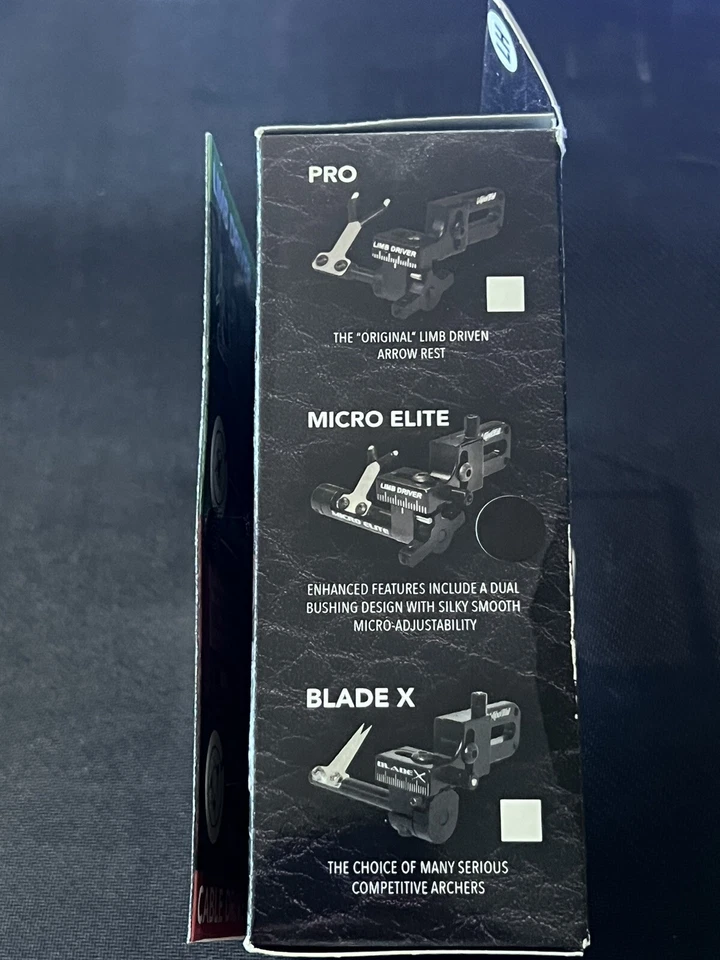 PRO
LIMB DRIVER
THE "ORIGINAL" LIMB DRIVEN
ARROW REST
MICRO ELITE
LIMB DRIVER
MICRO ELITE
ENHANCED FEATURES INCLUDE A DUAL
BUSHING DESIGN WITH SILKY SMOOTH
MICRO-ADJUSTABILITY
BLADE X
BLADE X
THE CHOICE OF MANY SERIOUS
COMPETITIVE ARCHERS
CABLE